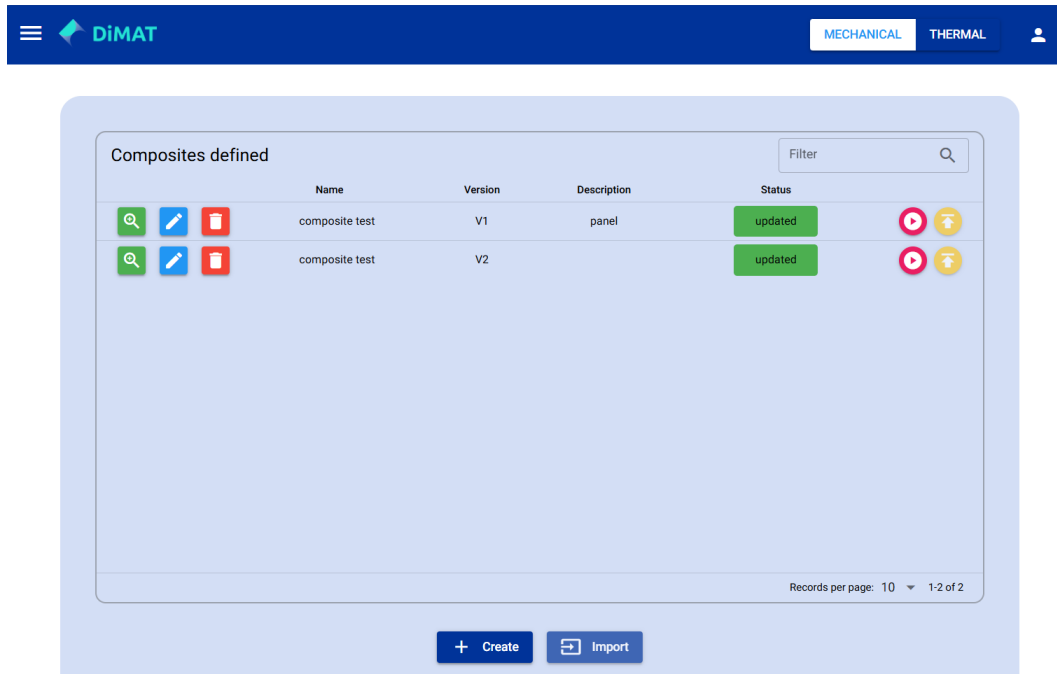 DiMAT MECHANICAL THERMAL
Composites defined Filter
Name Version Description Status
composite test V1 panel updated
composite test V2 updated
Records per page: 10 1-2 of 2
Create Import